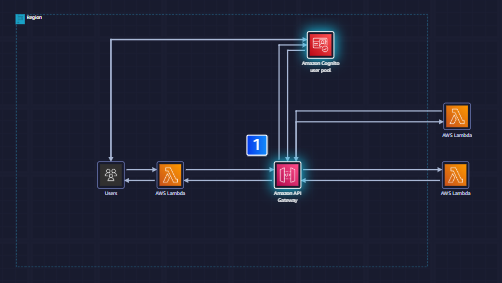 Region
Amazon Cognito
user pool
AWS Lambda
1
Users
AWS Lambda
Amazon API
Gateway
AWS Lambda